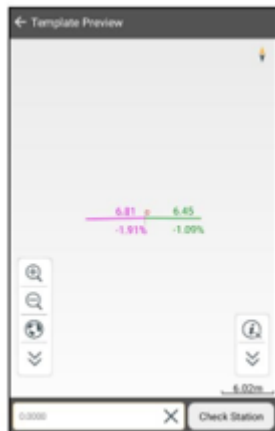 Template Preview
6.81 6.45
-1.91% -1.09%
6.02m
0.0000 Check Station